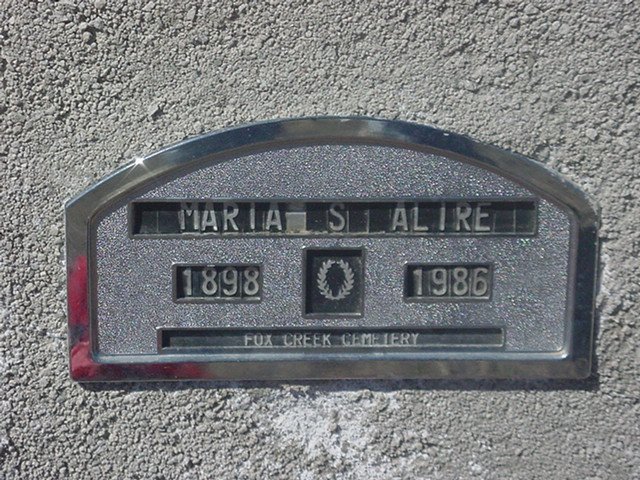 MARIA S ALIRE
1898 1986
FOX CREEK CEMETERY